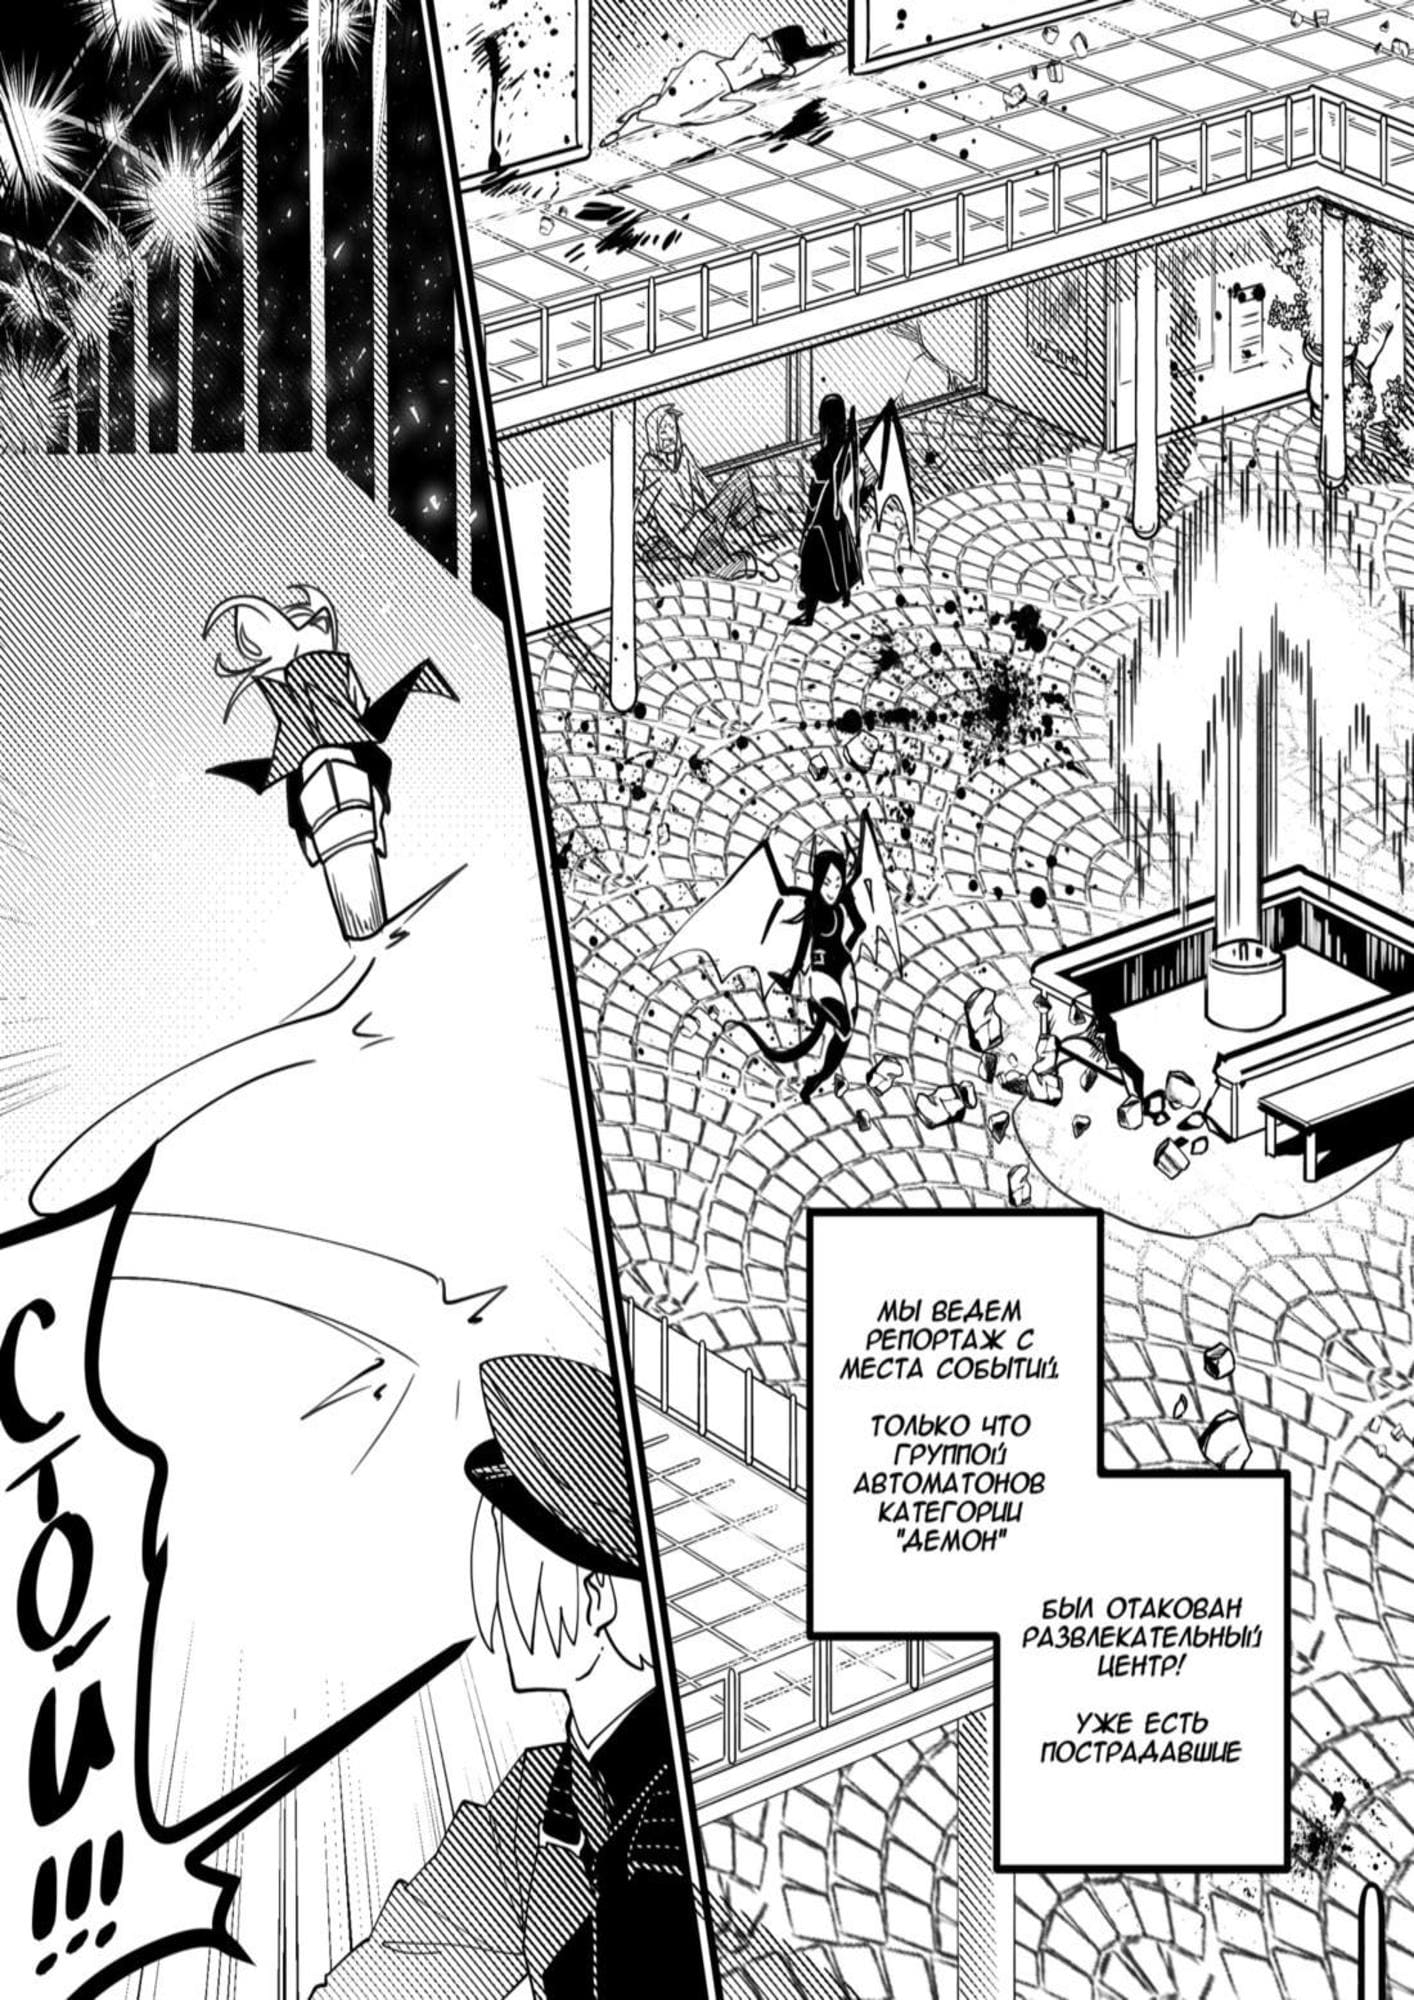 МЫ ВЕДЕМ
РЕПОРТАЖ С
МЕСТА СОБЫТИЙ.
ТОЛЬКО ЧТО
ГРУППОЙ
АВТОМАТОНОВ
КАТЕГОРИИ
"ДЕМОН"
БЫЛ ОТАКОВАН
РАЗВЛЕКАТЕЛЬНЫЙ
ЦЕНТР!
УЖЕ ЕСТЬ
ПОСТРАДАВШИЕ
СТОЙ!!!